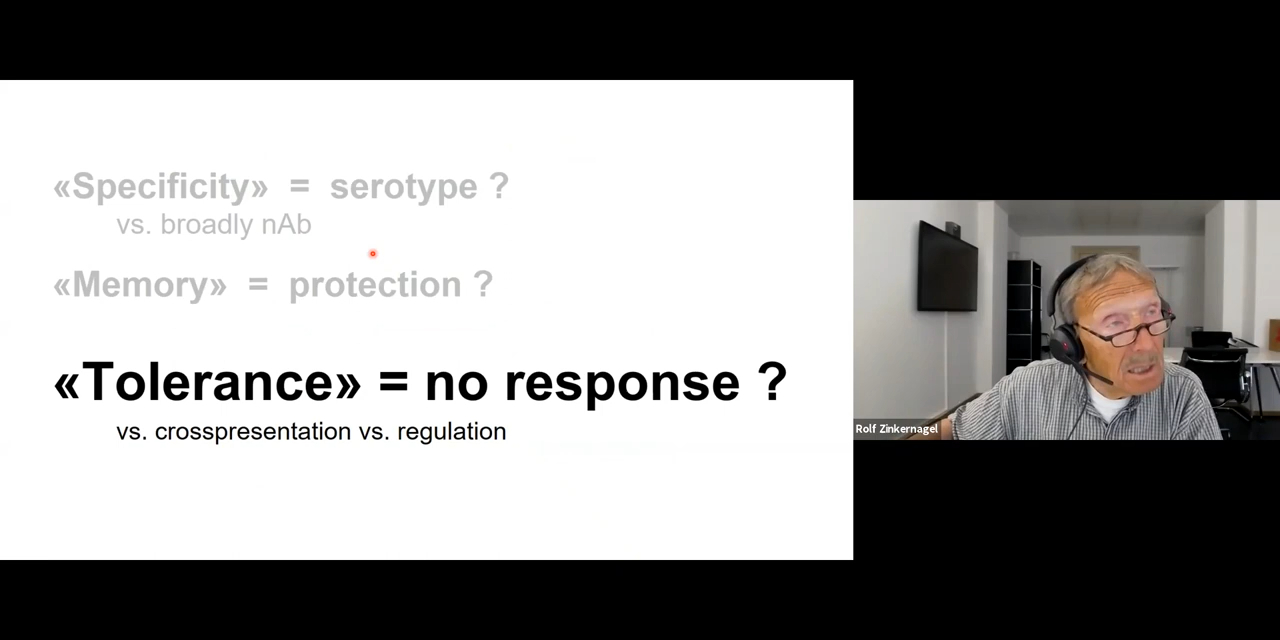 «Specificity» = serotype ?
vs. broadly nAb
«Memory» = protection ?
«Tolerance» = no response ?
vs. crosspresentation vs. regulation
Rolf Zinkernagel